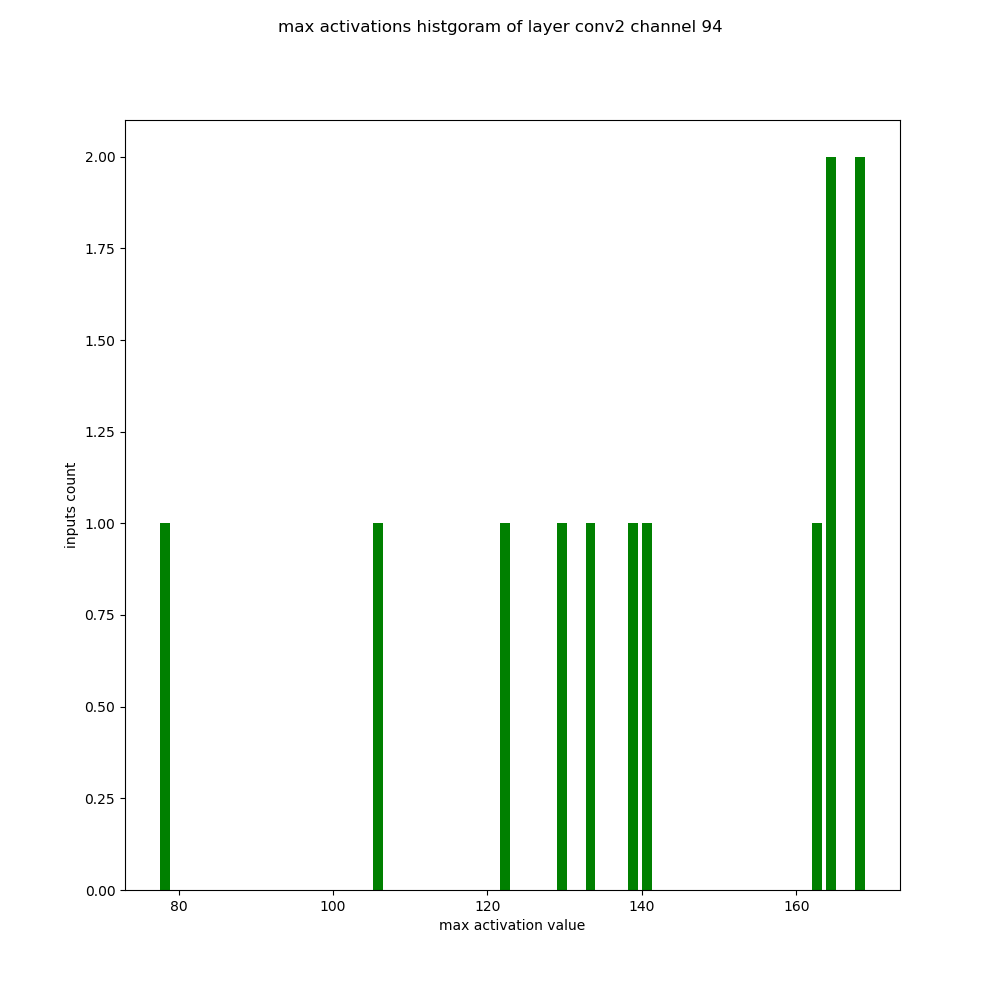 max activations histgoram of layer conv2 channel 94
2.00
1.75
1.50
1.25
1.00
0.75
0.50
0.25
0.00
inputs count
80 100 120 140 160
max activation value